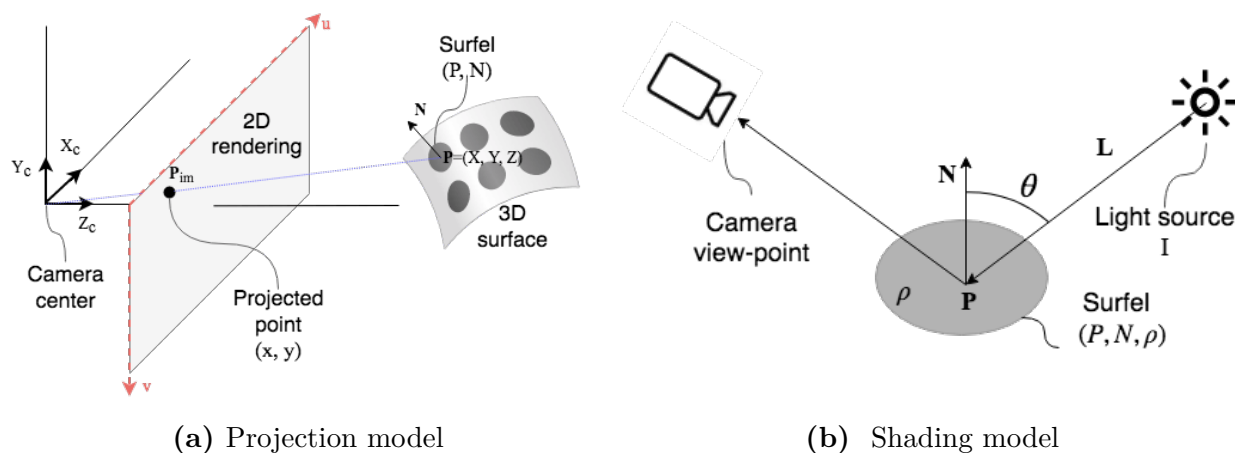 u
Surfel
(P, N)
N
2D
rendering
X_c
Y_c
P_im
P=(X, Y, Z)
Z_c
3D
surface
Camera
center
Projected
point
(x, y)
v
(a) Projection model
L
N
θ
Camera
view-point
Light source
I
ρ
P
Surfel
(P, N, ρ)
(b) Shading model